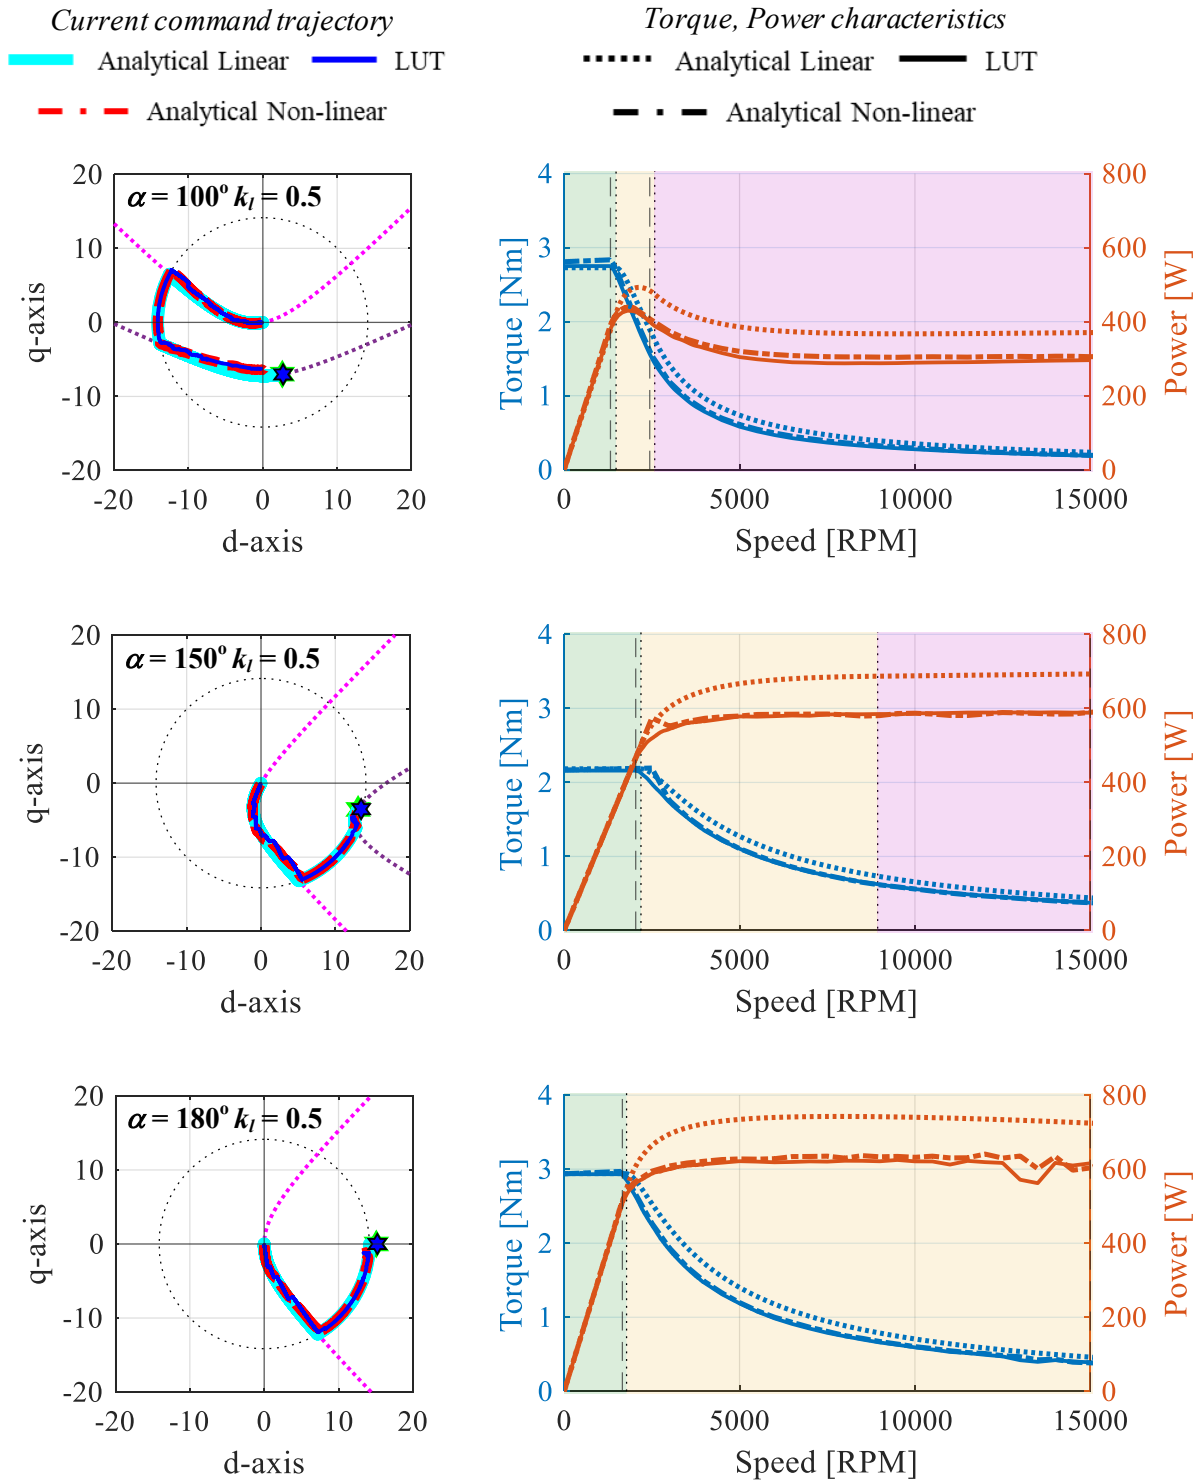 Current command trajectory
Torque, Power characteristics
Analytical Linear
LUT
Analytical Linear
LUT
Analytical Non-linear
Analytical Non-linear
α = 100° kₗ = 0.5
20
10
0
-10
-20
-20
-10
0
10
20
q-axis
d-axis
4
3
2
1
0
Torque [Nm]
800
600
400
200
0
Power [W]
0
5000
10000
15000
Speed [RPM]
α = 150° kₗ = 0.5
20
10
0
-10
-20
-20
-10
0
10
20
q-axis
d-axis
4
3
2
1
0
Torque [Nm]
800
600
400
200
0
Power [W]
0
5000
10000
15000
Speed [RPM]
α = 180° kₗ = 0.5
20
10
0
-10
-20
-20
-10
0
10
20
q-axis
d-axis
4
3
2
1
0
Torque [Nm]
800
600
400
200
0
Power [W]
0
5000
10000
15000
Speed [RPM]